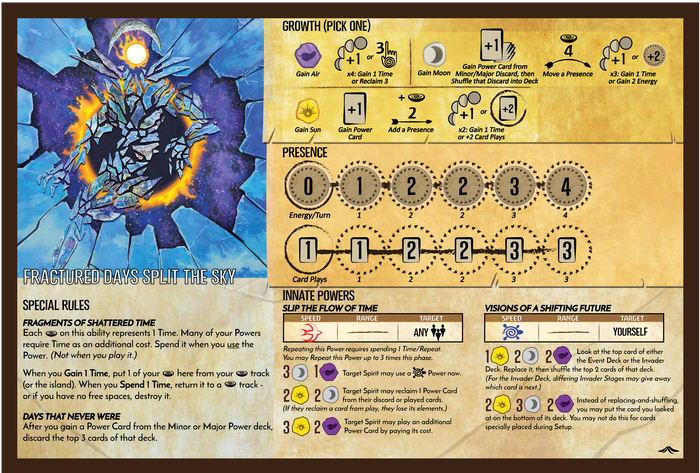 FRACTURED DAYS SPLIT THE SKY
SPECIAL RULES
FRAGMENTS OF SHATTERED TIME
Each on this ability represents 1 Time. Many of your Powers
require Time as an additional cost. Spend it when you use the
Power. (Not when you play it.)
When you Gain 1 Time, put 1 of your here from your track
(or the island). When you Spend 1 Time, return it to a track -
or if you have no free spaces, destroy it.
DAYS THAT NEVER WERE
After you gain a Power Card from the Minor or Major Power deck,
discard the top 3 cards of that deck.
GROWTH (PICK ONE)
+1 or 3
+1
4
+1 or +2
Gain Air
x4: Gain 1 Time
or Reclaim 3
Gain Moon
Gain Power Card from
Minor/Major Discard, then
Shuffle that Discard into Deck
Move a Presence
x3: Gain 1 Time
or Gain 2 Energy
+1
+
2
+1 or +2
Gain Sun
Gain Power
Card
Add a Presence
x2: Gain 1 Time
or +2 Card Plays
PRESENCE
0 1 2 2 3 4
Energy/Turn 1 2 2 3 4
1 1 2 2 3 3
Card Plays 1 2 2 3 3
INNATE POWERS
SLIP THE FLOW OF TIME
SPEED RANGE TARGET
ANY
Repeating this Power requires spending 1 Time/Repeat.
You may Repeat this Power up to 3 times this phase.
3 1 Target Spirit may use a Power now.
2 2 Target Spirit may reclaim 1 Power Card
from their discard or played cards.
(If they reclaim a card from play, they lose its elements.)
3 2 Target Spirit may play an additional
Power Card by paying its cost.
VISIONS OF A SHIFTING FUTURE
SPEED RANGE TARGET
YOURSELF
1 2 2 Look at the top card of either
the Event Deck or the Invader
Deck. Replace it, then shuffle the top 2 cards of that deck.
(For the Invader Deck, differing Invader Stages may give away
which card is next.)
2 3 2 Instead of replacing-and-shuffling,
you may put the card you looked
at on the bottom of its deck. You may not do this for cards
specially placed during Setup.